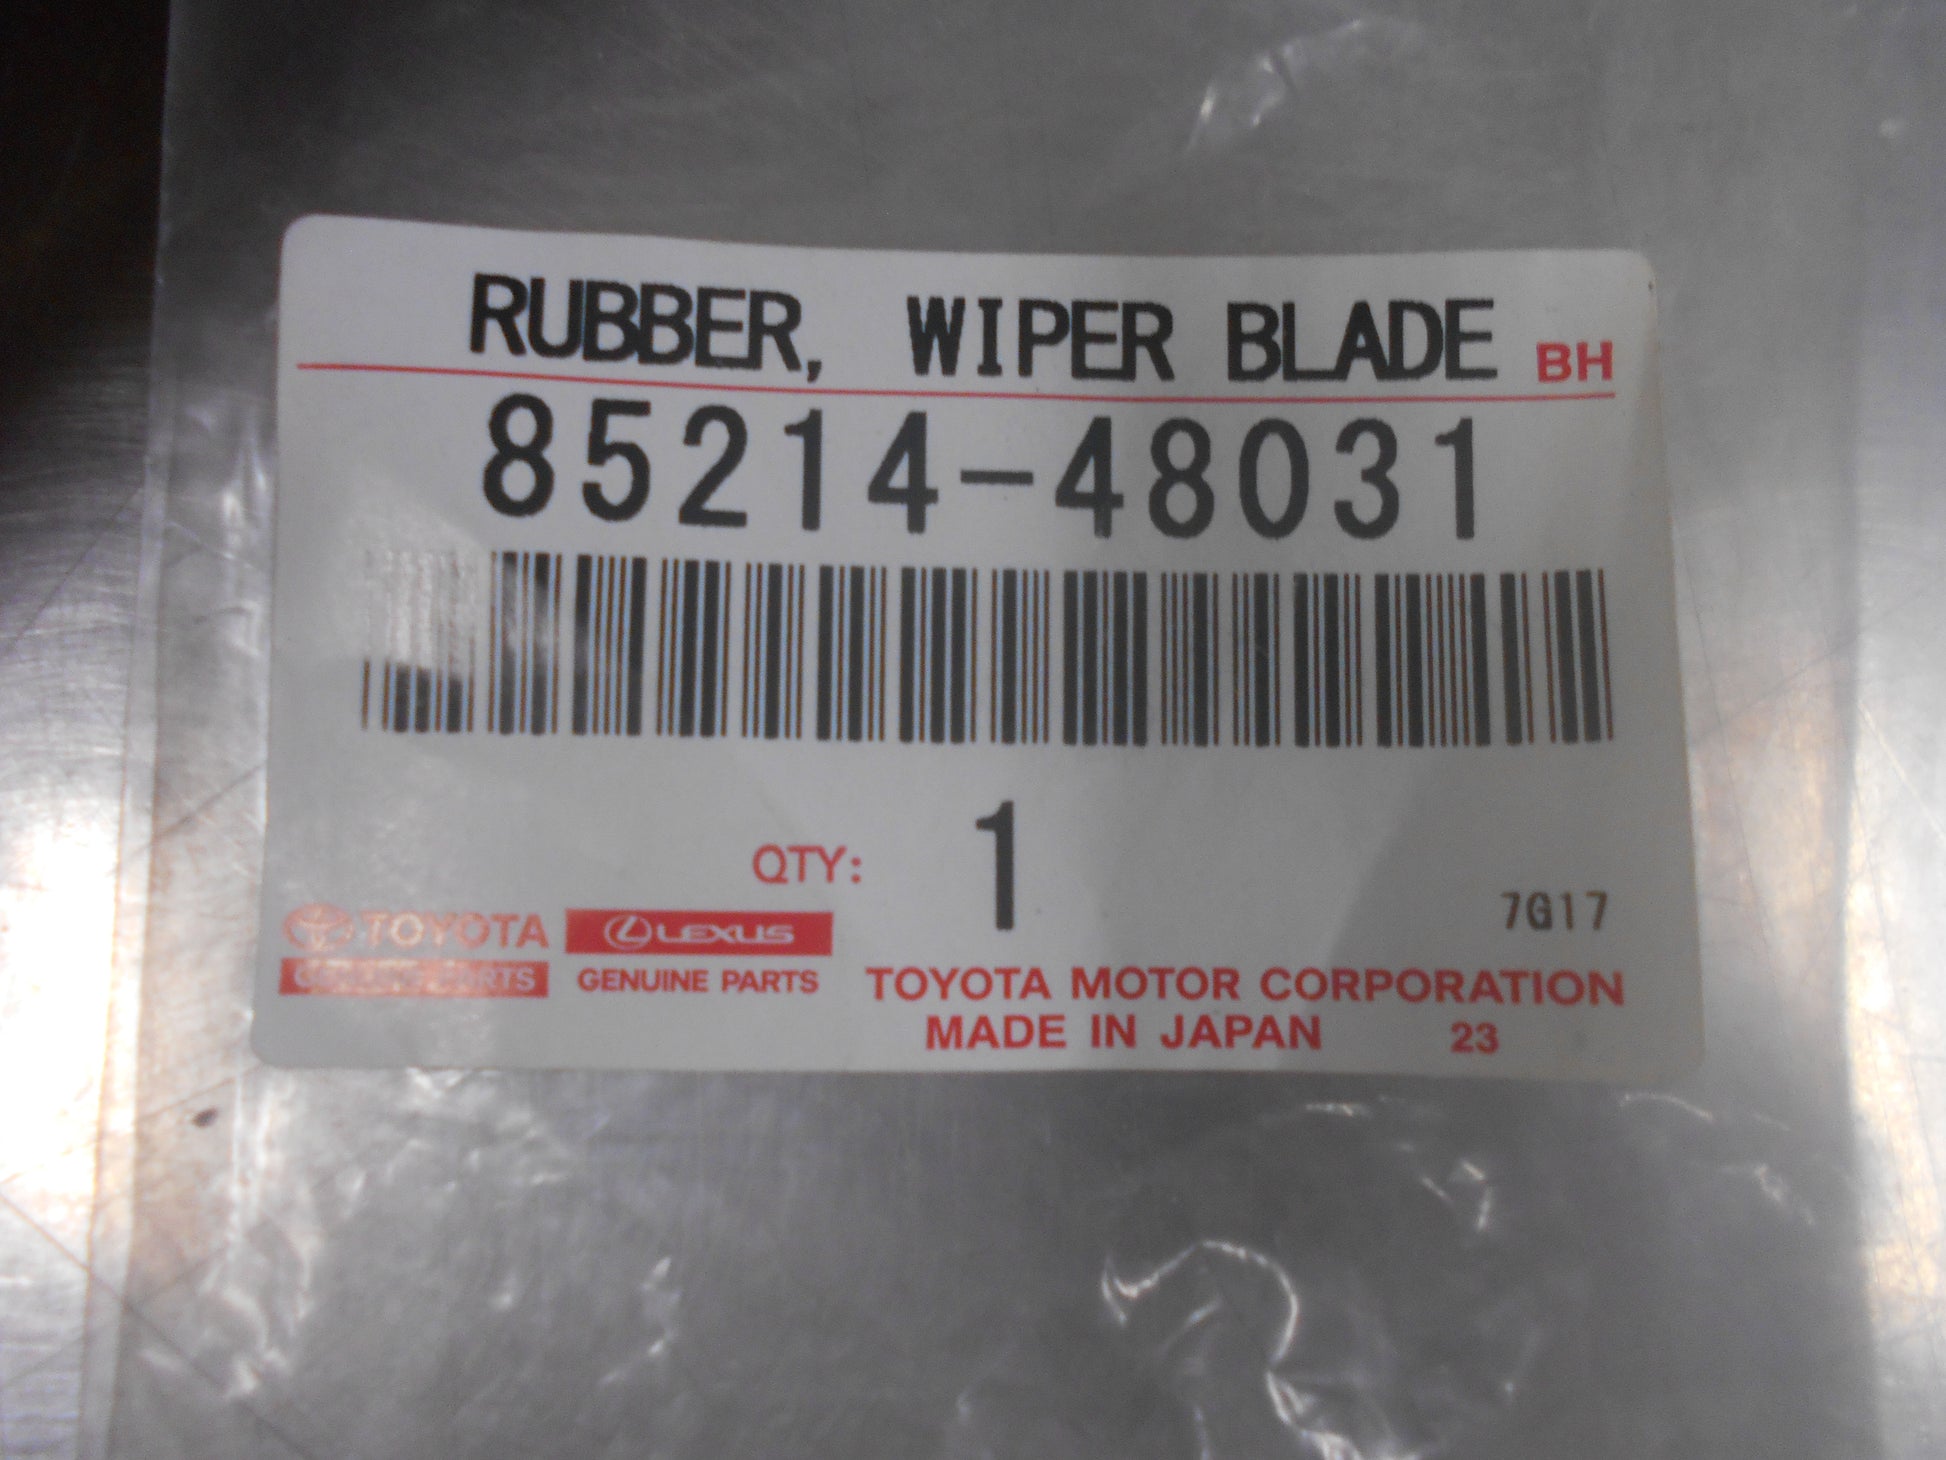 RUBBER, WIPER BLADE BH
85214-48031
QTY: 1
7G17
TOYOTA LEXUS
GENUINE PARTS GENUINE PARTS
TOYOTA MOTOR CORPORATION
MADE IN JAPAN 23